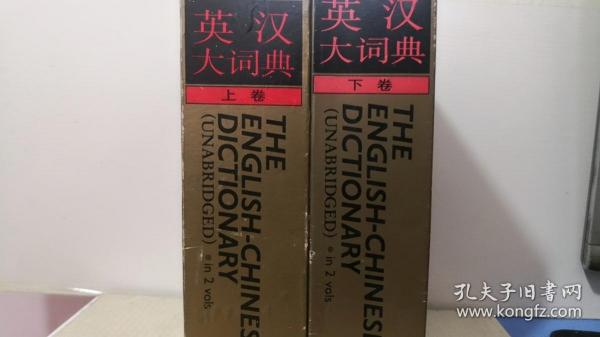 英汉
大词典
上卷
THE
ENGLISH-CHINESE
DICTIONARY
(UNABRIDGED) • in 2 vols
英汉
大词典
下卷
THE
ENGLISH-CHINESE
DICTIONARY
(UNABRIDGED) • in 2 vols
孔夫子旧书网
www.kongfz.com